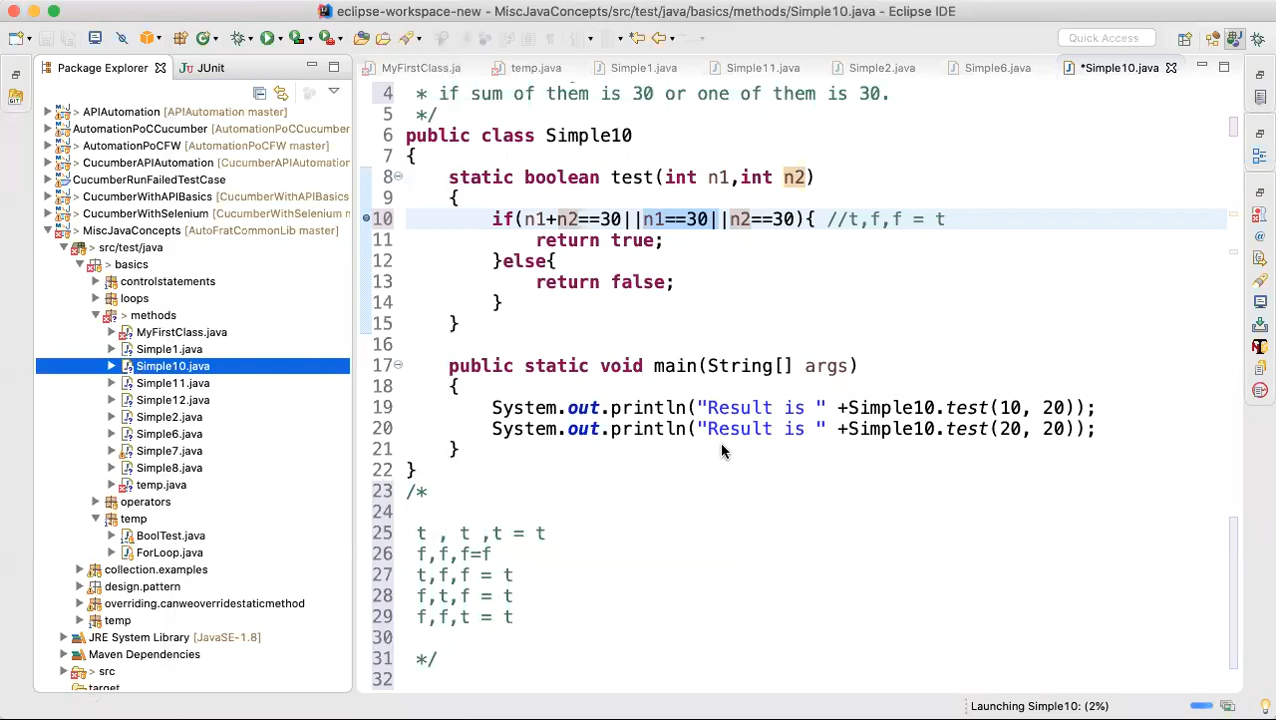 eclipse-workspace-new - MiscJavaConcepts/src/test/java/basics/methods/Simple10.java - Eclipse IDE
Quick Access
Package Explorer
JUnit
MyFirstClass.ja
temp.java
Simple1.java
Simple11.java
Simple2.java
Simple6.java
*Simple10.java
> APIAutomation [APIAutomation master]
AutomationPoCCucumber [AutomationPoCCucumber
> AutomationPoCFW [AutomationPoCFW master]
> CucumberAPIAutomation [CucumberAPIAutomation
CucumberRunFailedTestCase
> CucumberWithAPIBasics [CucumberWithAPIBasics
> CucumberWithSelenium [CucumberWithSelenium m
> MiscJavaConcepts [AutoFratCommonLib master]
> src/test/java
> basics
controlstatements
loops
> methods
MyFirstClass.java
Simple1.java
Simple10.java
Simple11.java
Simple12.java
Simple2.java
Simple6.java
Simple7.java
Simple8.java
temp.java
operators
temp
BoolTest.java
ForLoop.java
collection.examples
design.pattern
overriding.canweoverridestaticmethod
> temp
JRE System Library [JavaSE-1.8]
Maven Dependencies
> src
target
4 * if sum of them is 30 or one of them is 30.
5 */
6 public class Simple10
7 {
8 static boolean test(int n1,int n2)
9 {
10 if(n1+n2==30||n1==30||n2==30){ //t,f,f = t
11 return true;
12 }else{
13 return false;
14 }
15 }
16
17 public static void main(String[] args)
18 {
19 System.out.println("Result is " +Simple10.test(10, 20));
20 System.out.println("Result is " +Simple10.test(20, 20));
21 }
22 }
23 /*
24
25 t , t ,t = t
26 f,f,f=f
27 t,f,f = t
28 f,t,f = t
29 f,f,t = t
30
31 */
32
Launching Simple10: (2%)